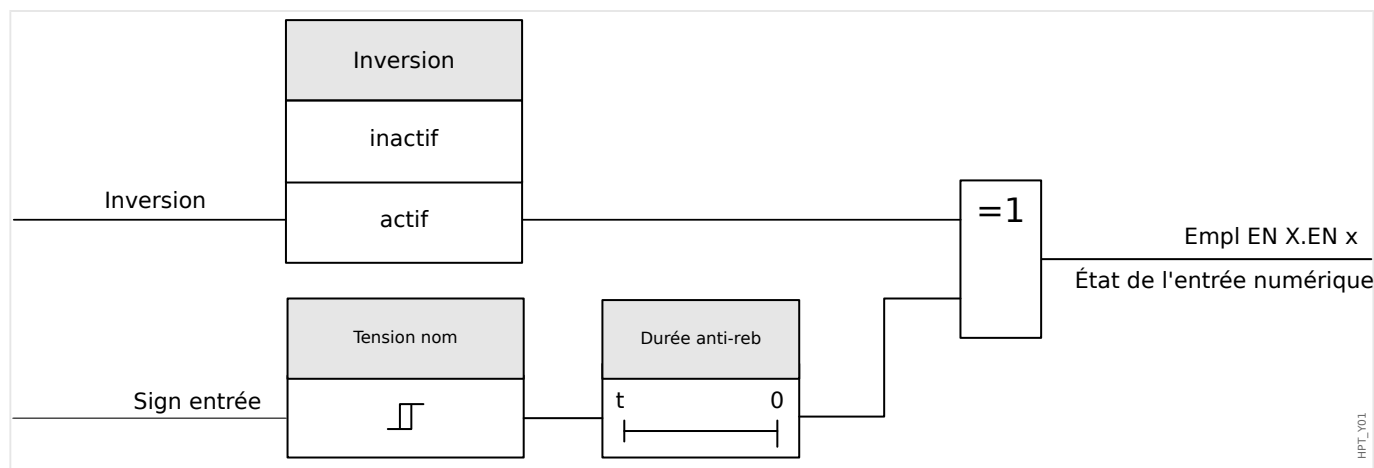 Inversion
inactif
Inversion
actif
=1
Empl EN X.EN x
État de l'entrée numérique
Tension nom
Durée anti-reb
Sign entrée
t 0
HPT_Y01